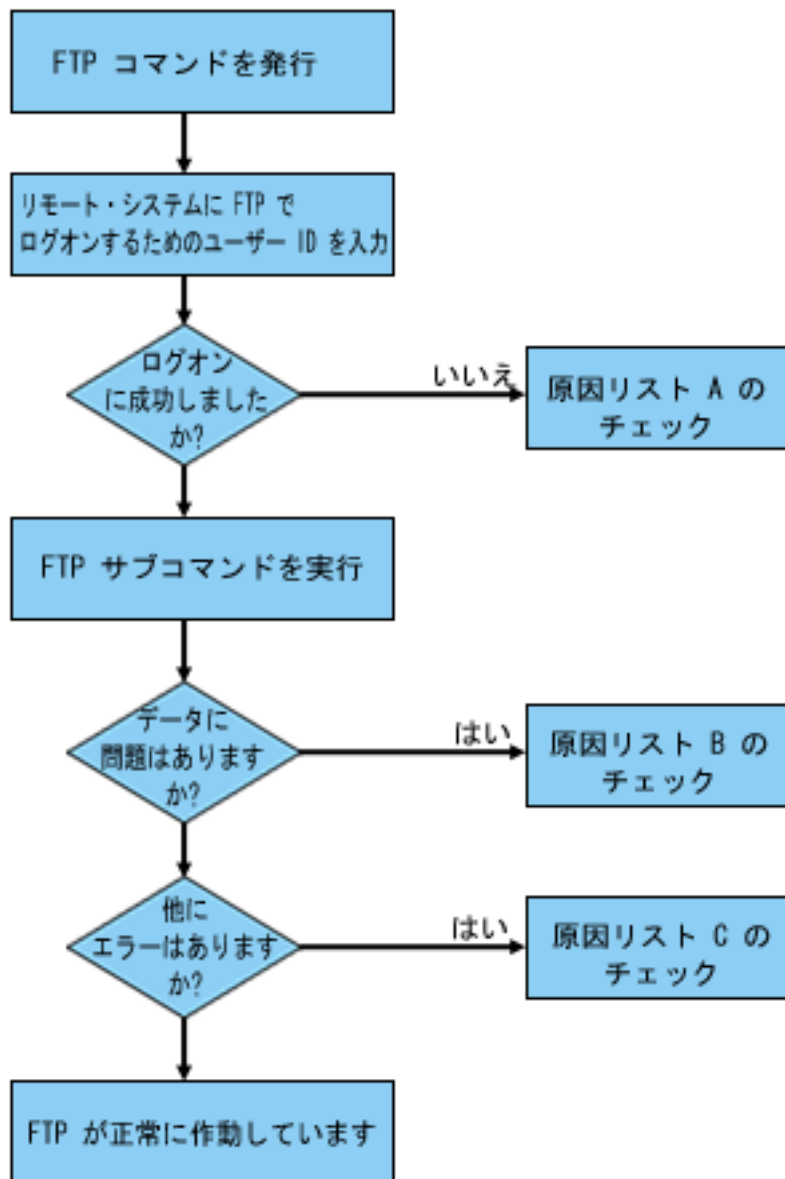 FTP コマンドを発行
リモート・システムに FTP で
ログオンするためのユーザー ID を入力
ログオン
に成功しました
か?
いいえ
原因リスト A の
チェック
FTP サブコマンドを実行
データに
問題はあります
か?
はい
原因リスト B の
チェック
他に
エラーはあります
か?
はい
原因リスト C の
チェック
FTP が正常に作動しています